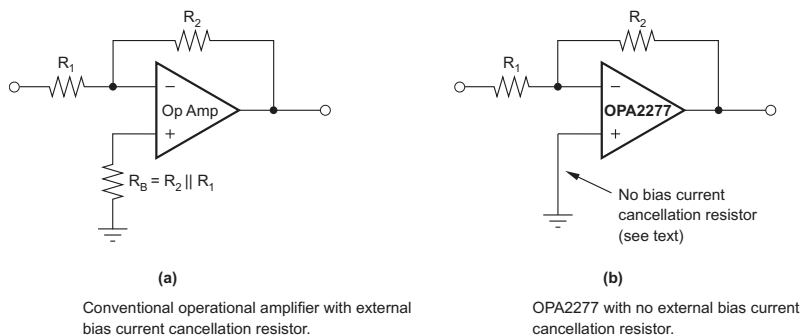 R2
R1
−
Op Amp
+
RB = R2 || R1
(a)
Conventional operational amplifier with external
bias current cancellation resistor.
R2
R1
−
OPA2277
+
No bias current
cancellation resistor
(see text)
(b)
OPA2277 with no external bias current
cancellation resistor.